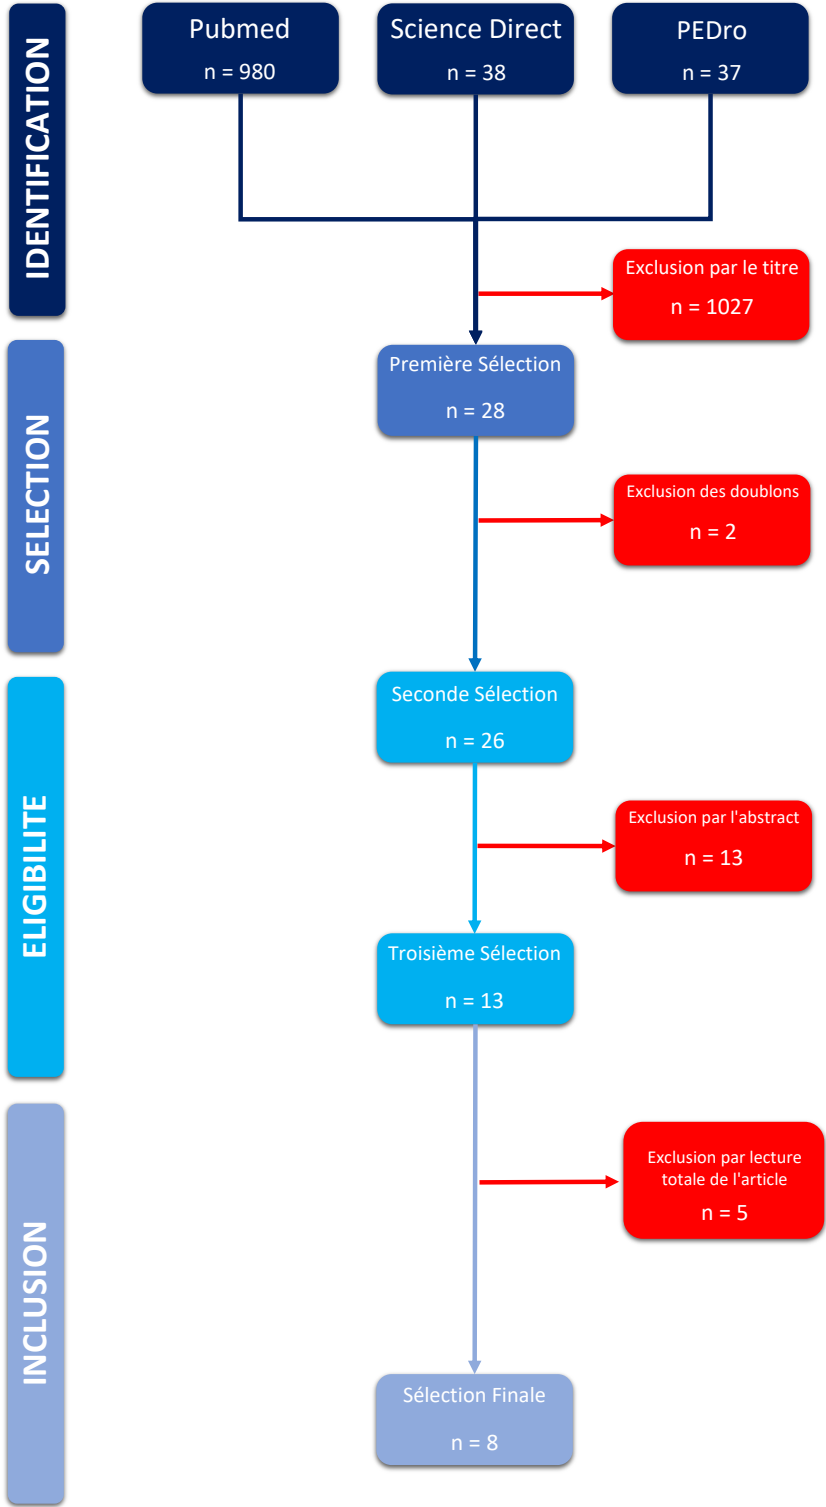 IDENTIFICATION
Pubmed
n = 980
Science Direct
n = 38
PEDro
n = 37
Exclusion par le titre
n = 1027
SELECTION
Première Sélection
n = 28
Exclusion des doublons
n = 2
ELIGIBILITE
Seconde Sélection
n = 26
Exclusion par l'abstract
n = 13
Troisième Sélection
n = 13
INCLUSION
Exclusion par lecture
totale de l'article
n = 5
Sélection Finale
n = 8